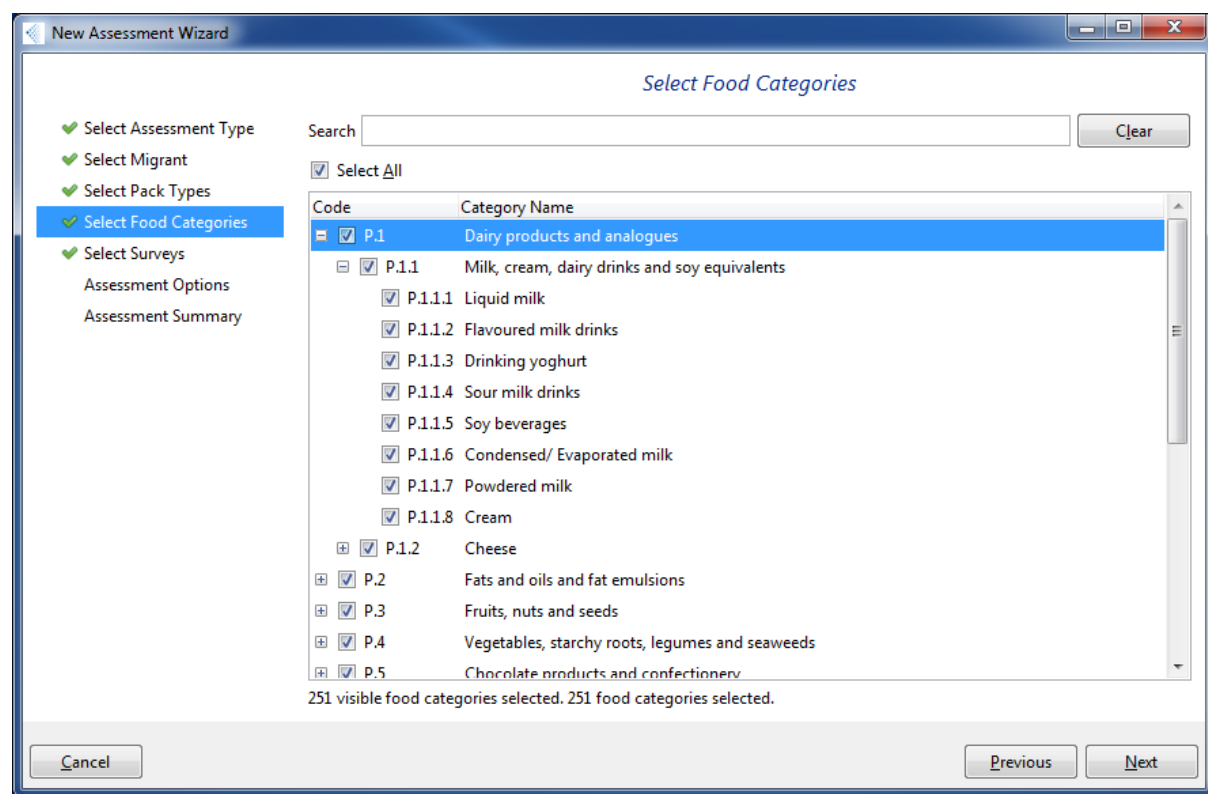 New Assessment Wizard
Select Food Categories
Select Assessment Type
Select Migrant
Select Pack Types
Select Food Categories
Select Surveys
Assessment Options
Assessment Summary
Search
Clear
Select All
Code Category Name
P.1 Dairy products and analogues
P.1.1 Milk, cream, dairy drinks and soy equivalents
P.1.1.1 Liquid milk
P.1.1.2 Flavoured milk drinks
P.1.1.3 Drinking yoghurt
P.1.1.4 Sour milk drinks
P.1.1.5 Soy beverages
P.1.1.6 Condensed/ Evaporated milk
P.1.1.7 Powdered milk
P.1.1.8 Cream
P.1.2 Cheese
P.2 Fats and oils and fat emulsions
P.3 Fruits, nuts and seeds
P.4 Vegetables, starchy roots, legumes and seaweeds
P.5 Chocolate products and confectionery
251 visible food categories selected. 251 food categories selected.
Cancel
Previous
Next